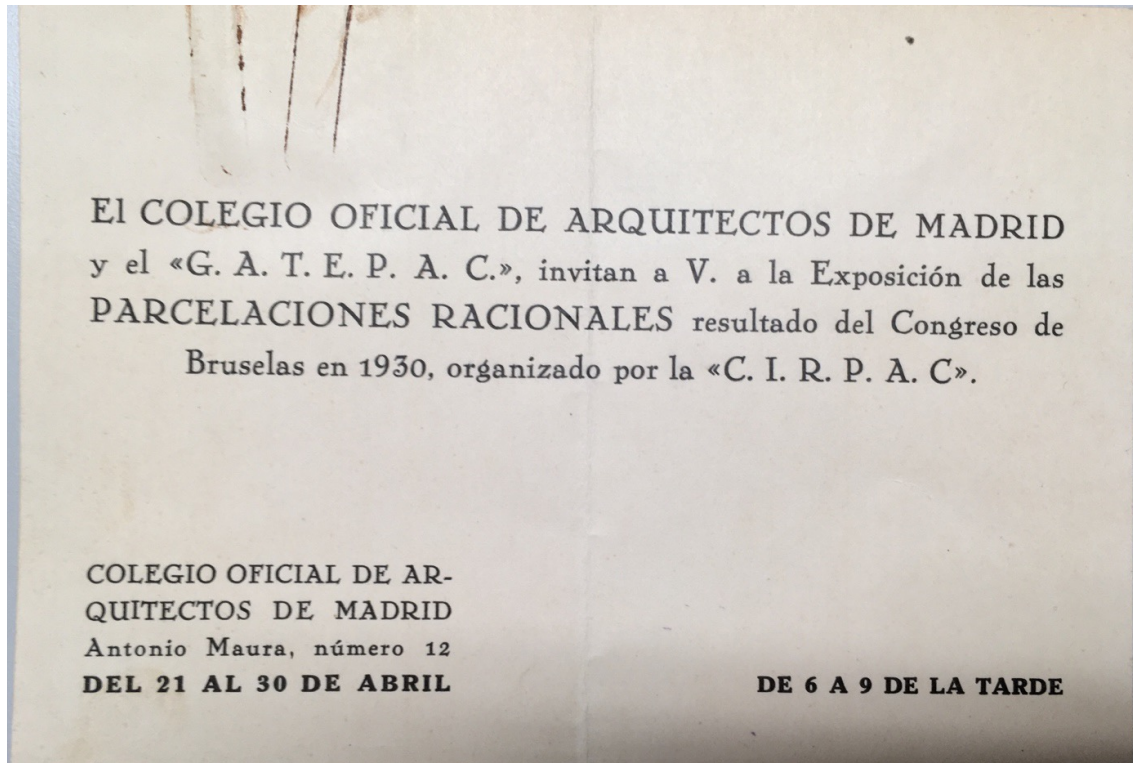 El COLEGIO OFICIAL DE ARQUITECTOS DE MADRID
y el «G. A. T. E. P. A. C.», invitan a V. a la Exposición de las
PARCELACIONES RACIONALES resultado del Congreso de
Bruselas en 1930, organizado por la «C. I. R. P. A. C».
COLEGIO OFICIAL DE AR-
QUITECTOS DE MADRID
Antonio Maura, número 12
DEL 21 AL 30 DE ABRIL
DE 6 A 9 DE LA TARDE